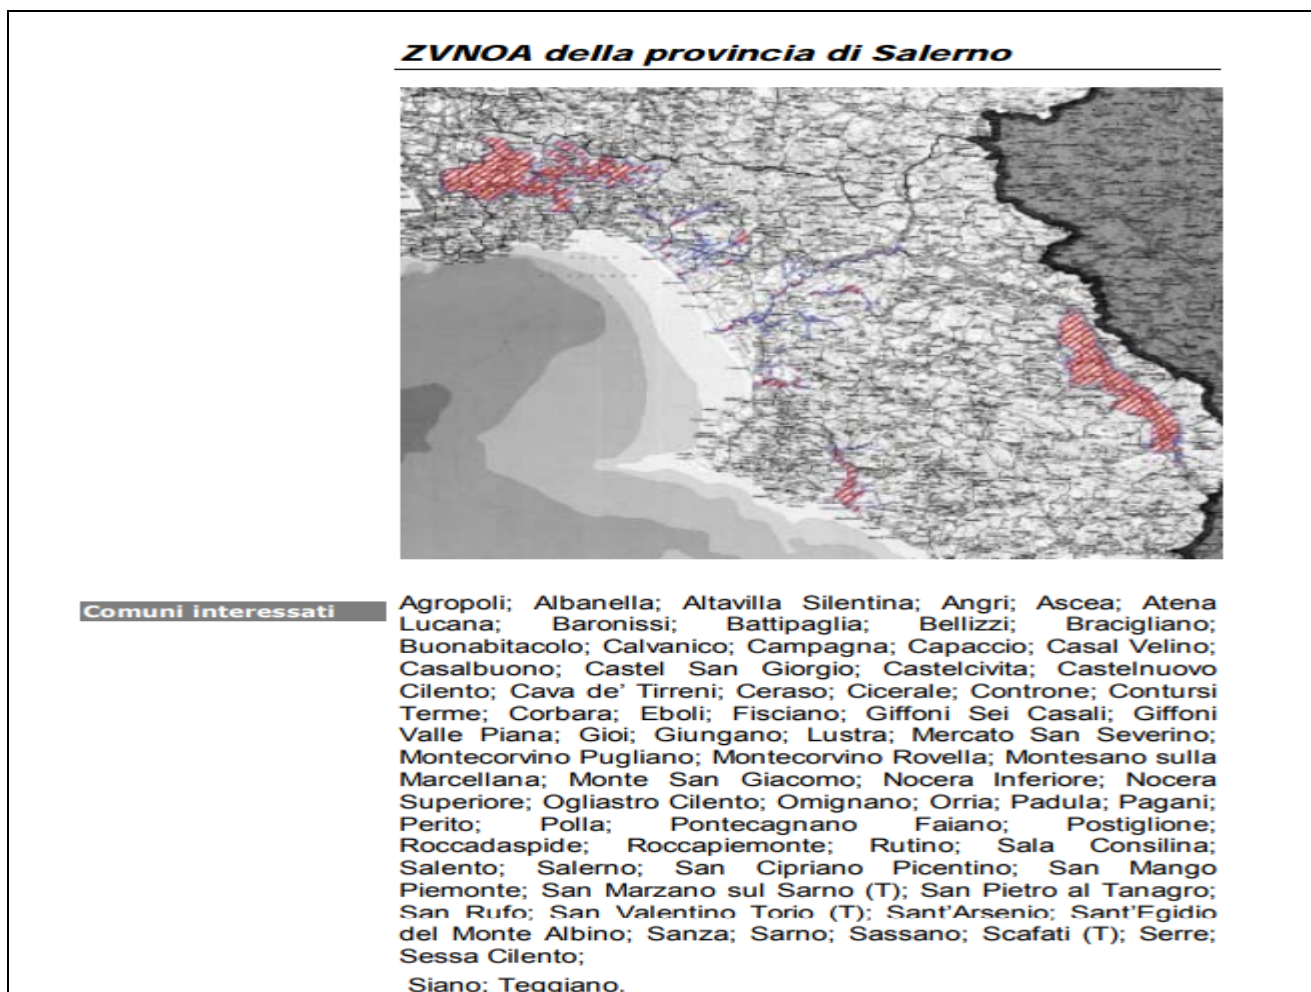 ZVNOA della provincia di Salerno
Comuni interessati
Agropoli; Albanella; Altavilla Silentina; Angri; Ascea; Atena
Lucana; Baronissi; Battipaglia; Bellizzi; Bracigliano;
Buonabitacolo; Calvanico; Campagna; Capaccio; Casal Velino;
Casalbuono; Castel San Giorgio; Castelcivita; Castelnuovo
Cilento; Cava de’ Tirreni; Ceraso; Cicerale; Controne; Contursi
Terme; Corbara; Eboli; Fisciano; Giffoni Sei Casali; Giffoni
Valle Piana; Gioi; Giungano; Lustra; Mercato San Severino;
Montecorvino Pugliano; Montecorvino Rovella; Montesano sulla
Marcellana; Monte San Giacomo; Nocera Inferiore; Nocera
Superiore; Ogliastro Cilento; Omignano; Orria; Padula; Pagani;
Perito; Polla; Pontecagnano Faiano; Postiglione;
Roccadaspide; Roccapiemonte; Rutino; Sala Consilina;
Salento; Salerno; San Cipriano Picentino; San Mango
Piemonte; San Marzano sul Sarno (T); San Pietro al Tanagro;
San Rufo; San Valentino Torio (T); Sant’Arsenio; Sant’Egidio
del Monte Albino; Sanza; Sarno; Sassano; Scafati (T); Serre;
Sessa Cilento;
Siano; Teggiano.